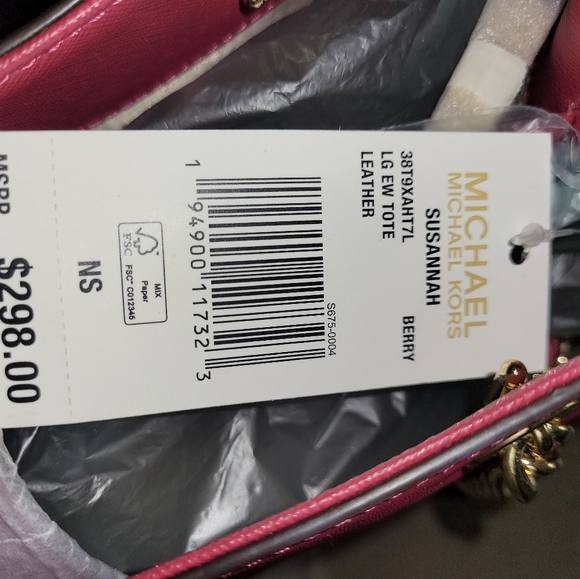 MICHAEL
MICHAEL KORS
SUSANNAH BERRY
38T9XAHT7L
LG EW TOTE
LEATHER
S675-0004
1 94900 11732 3
FSC
MIX
Paper
FSC™ C012345
NS
MSRP $298.00